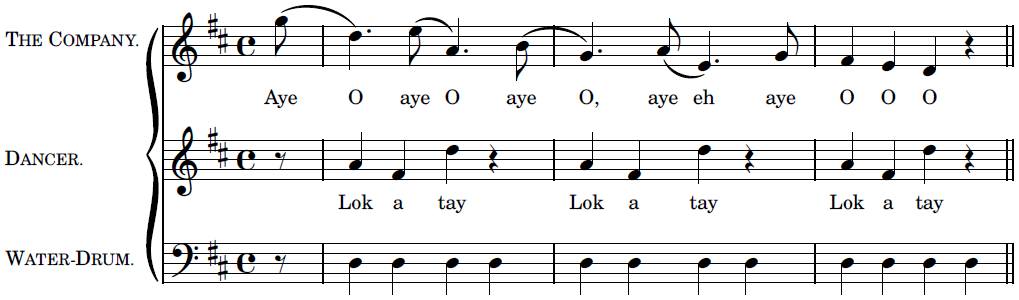 THE COMPANY.
Aye O aye O aye O, aye eh aye O O O
DANCER.
Lok a tay Lok a tay Lok a tay
WATER-DRUM.